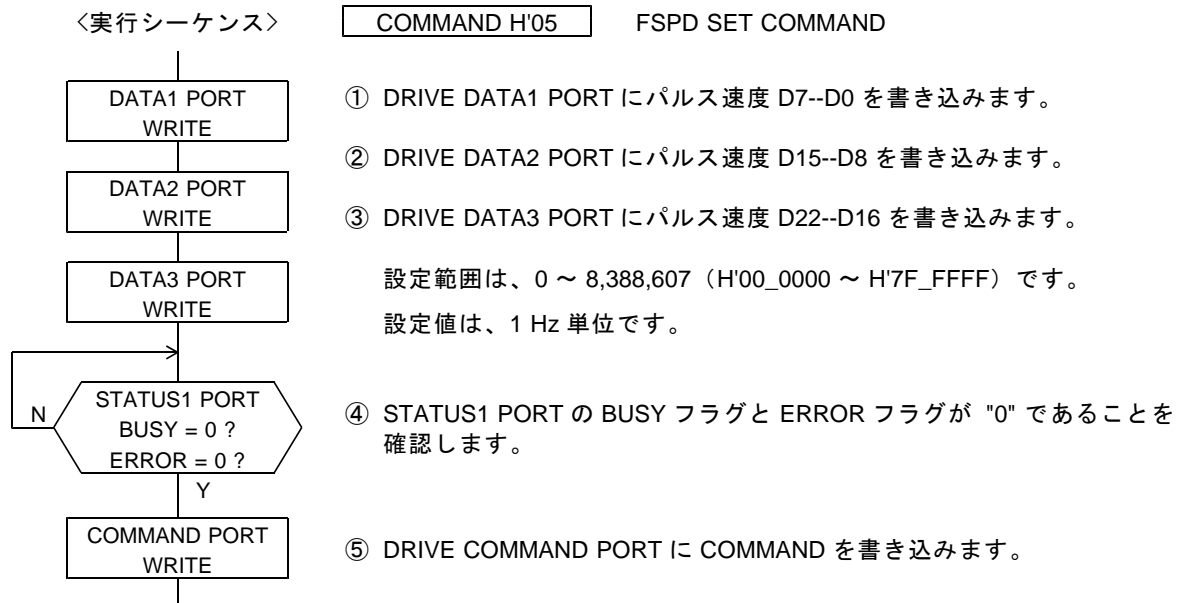 〈実行シーケンス〉
COMMAND H'05 FSPD SET COMMAND
DATA1 PORT
WRITE
① DRIVE DATA1 PORT にパルス速度 D7--D0 を書き込みます。
② DRIVE DATA2 PORT にパルス速度 D15--D8 を書き込みます。
DATA2 PORT
WRITE
③ DRIVE DATA3 PORT にパルス速度 D22--D16 を書き込みます。
DATA3 PORT
WRITE
設定範囲は、0 ～ 8,388,607（H'00_0000 ～ H'7F_FFFF）です。
設定値は、1 Hz 単位です。
N
STATUS1 PORT
BUSY = 0 ?
ERROR = 0 ?
Y
④ STATUS1 PORT の BUSY フラグと ERROR フラグが "0" であることを
確認します。
COMMAND PORT
WRITE
⑤ DRIVE COMMAND PORT に COMMAND を書き込みます。